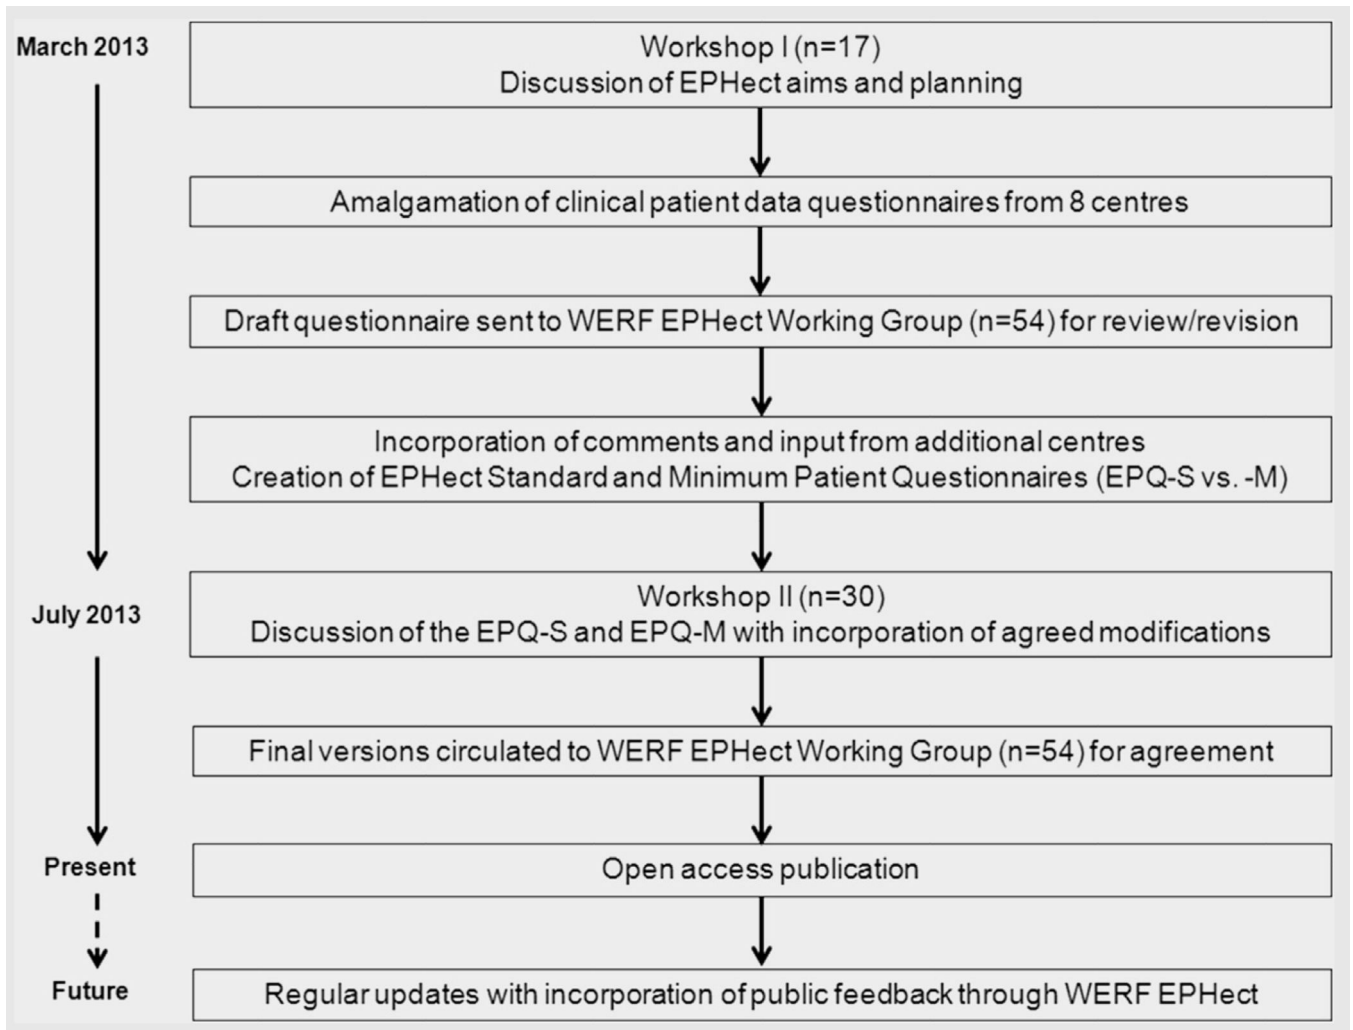 March 2013
Workshop I (n=17)
Discussion of EPHect aims and planning
Amalgamation of clinical patient data questionnaires from 8 centres
Draft questionnaire sent to WERF EPHect Working Group (n=54) for review/revision
Incorporation of comments and input from additional centres
Creation of EPHect Standard and Minimum Patient Questionnaires (EPQ-S vs. -M)
July 2013
Workshop II (n=30)
Discussion of the EPQ-S and EPQ-M with incorporation of agreed modifications
Final versions circulated to WERF EPHect Working Group (n=54) for agreement
Present
Open access publication
Future
Regular updates with incorporation of public feedback through WERF EPHect